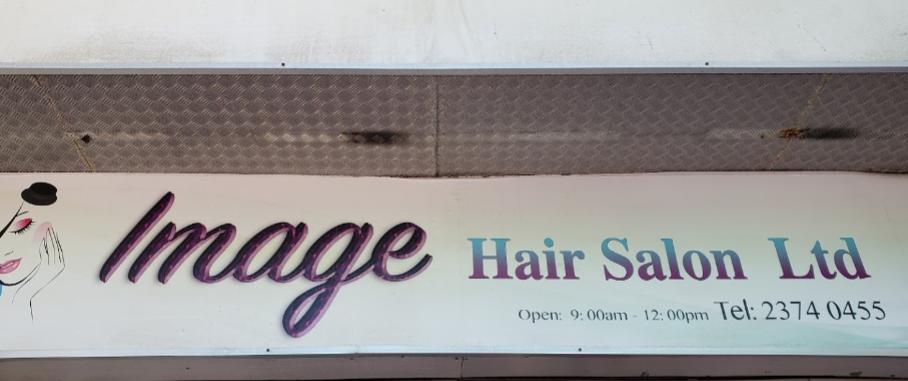 Image
Hair Salon Ltd
Open: 9:00am - 12:00pm Tel: 2374 0455